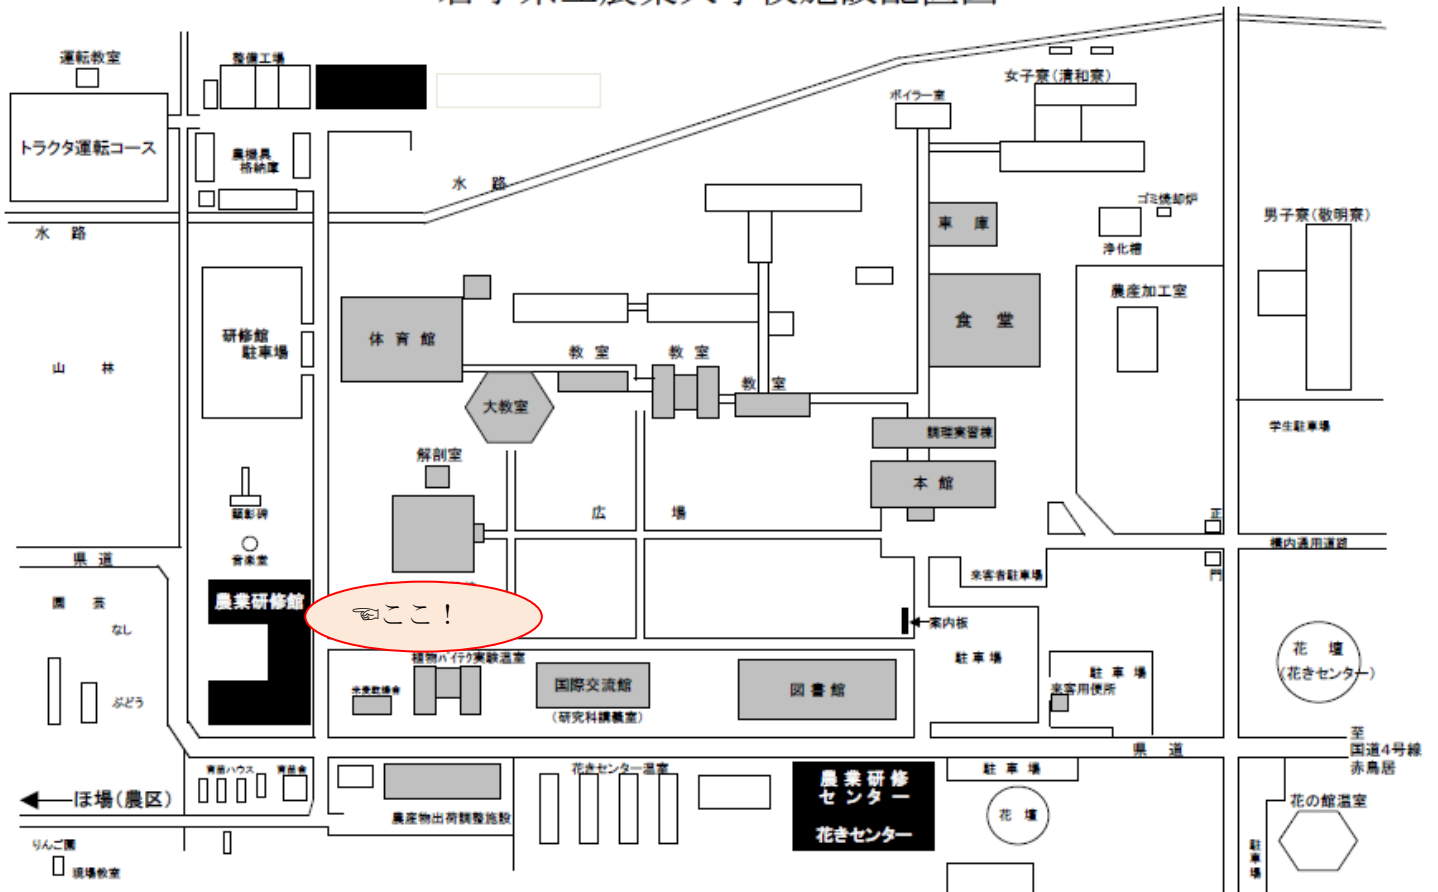 運転教室
整備工場
女子寮(清和寮)
ボイラー室
トラクタ運転コース
農機具
格納庫
水 路
ゴミ焼却炉
車 庫
男子寮(敬明寮)
水 路
浄化槽
農産加工室
食 堂
体 育 館
研修館
駐車場
教 室
教 室
山 林
教 室
大教室
学生駐車場
調理実習棟
解剖室
本 館
顕彰碑
広 場
正
構内通用道路
音楽堂
県 道
来客者駐車場
門
農業研修館
☜ここ!
園 芸
案内板
なし
花 壇
(花きセンター)
植物バイテク実験温室
駐 車 場
駐 車 場
国際交流館
図 書 館
来客用便所
ぶどう
(研究科講義室)
至
国道4号線
赤鳥居
県 道
育苗ハウス
育苗舎
花きセンター温室
農 業 研 修
センター
花きセンター
駐 車 場
ほ場(農区)
花の館温室
農産物出荷調整施設
花 壇
りんご園
駐車場
現場教室